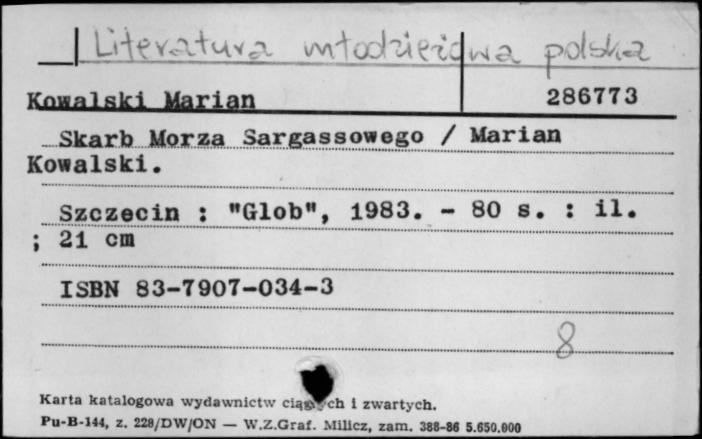 Literatura młodzieżowa polska
Kowalski Marian 286773
Skarb Morza Sargassowego / Marian
Kowalski.
Szczecin : "Glob", 1983. - 80 s. : il.
; 21 cm
ISBN 83-7907-034-3
8
Karta katalogowa wydawnictw ciągłych i zwartych.
Pu-B-144, z. 228/DW/ON — W.Z.Graf. Milicz, zam. 388-86 5.650.000